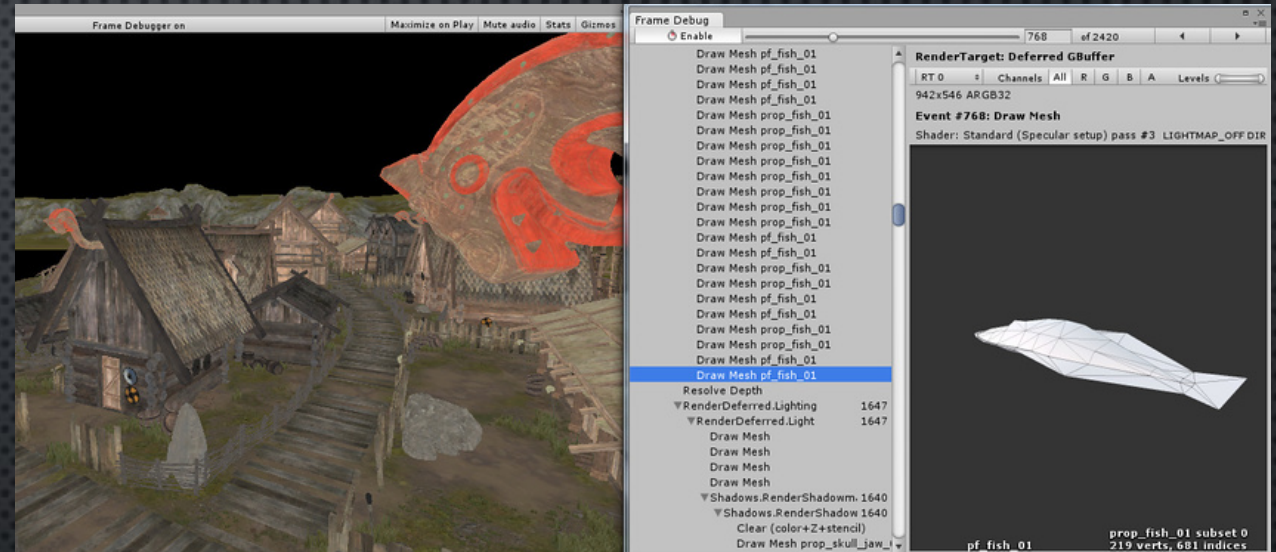 Frame Debugger on
Maximize on Play Mute audio Stats Gizmos
Frame Debug
Enable 768 of 2420
Draw Mesh pf_fish_01
Draw Mesh pf_fish_01
Draw Mesh pf_fish_01
Draw Mesh pf_fish_01
Draw Mesh prop_fish_01
Draw Mesh prop_fish_01
Draw Mesh prop_fish_01
Draw Mesh prop_fish_01
Draw Mesh prop_fish_01
Draw Mesh prop_fish_01
Draw Mesh prop_fish_01
Draw Mesh prop_fish_01
Draw Mesh pf_fish_01
Draw Mesh pf_fish_01
Draw Mesh prop_fish_01
Draw Mesh prop_fish_01
Draw Mesh pf_fish_01
Draw Mesh pf_fish_01
Draw Mesh prop_fish_01
Draw Mesh prop_fish_01
Draw Mesh pf_fish_01
Draw Mesh pf_fish_01
Resolve Depth
RenderDeferred.Lighting 1647
RenderDeferred.Light 1647
Draw Mesh
Draw Mesh
Draw Mesh
Draw Mesh
Shadows.RenderShadowm. 1640
Shadows.RenderShadow 1640
Clear (color+Z+stencil)
Draw Mesh prop_skull_jaw_
RenderTarget: Deferred GBuffer
RT 0 Channels All R G B A Levels
942x546 ARGB32
Event #768: Draw Mesh
Shader: Standard (Specular setup) pass #3 LIGHTMAP_OFF DIR
prop_fish_01 subset 0
pf_fish_01 219 verts, 681 indices